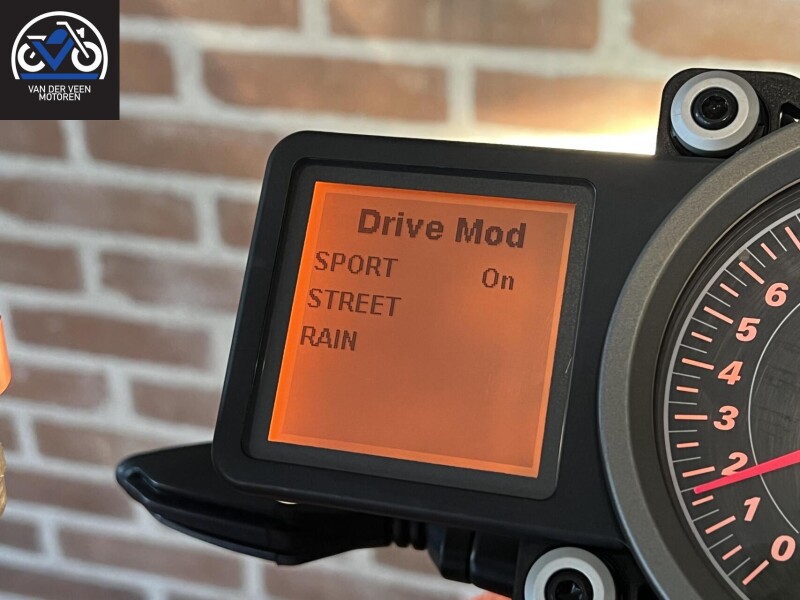 VAN DER VEEN
MOTOREN
Drive Mod
SPORT On
STREET
RAIN
6
5
4
3
2
1
0